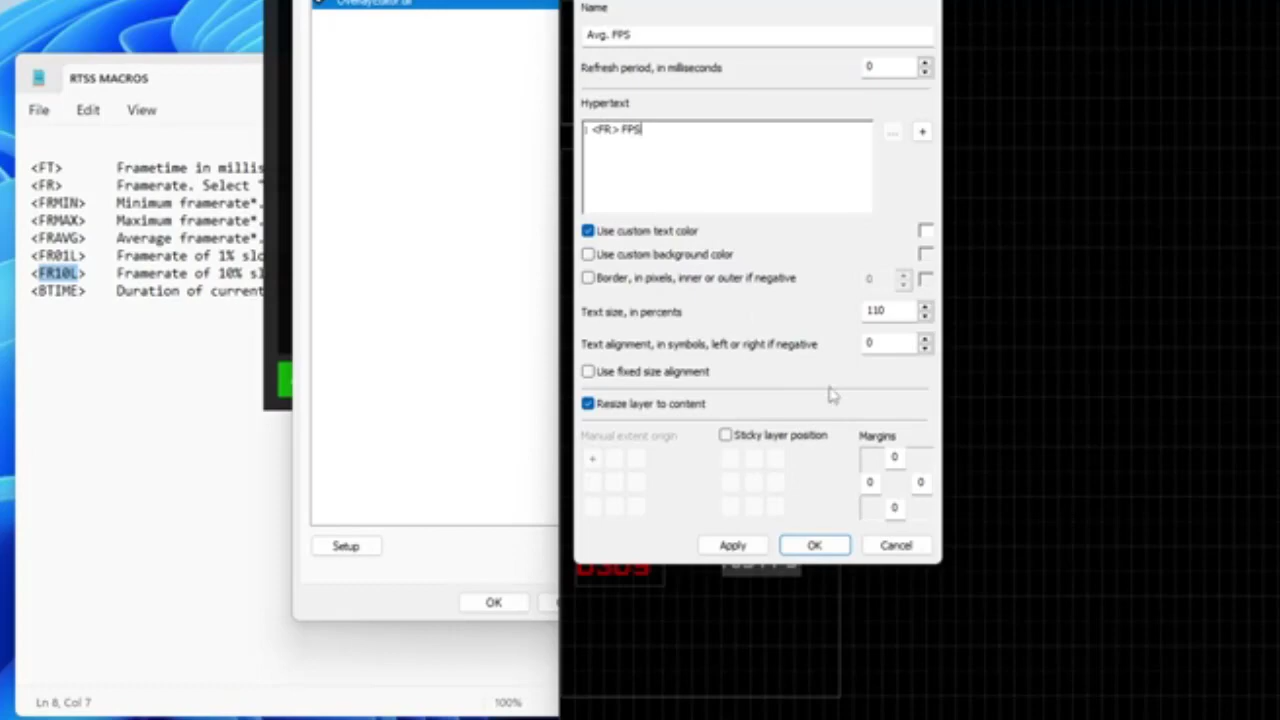 OverlayEditor.dll
RTSS MACROS
File Edit View
<FT> Frametime in millis
<FR> Framerate. Select "
<FRMIN> Minimum framerate*.
<FRMAX> Maximum framerate*.
<FRAVG> Average framerate*.
<FR01L> Framerate of 1% slo
<FR10L> Framerate of 10% sl
<BTIME> Duration of current
Ln 8, Col 7 100%
Setup
OK
Name
Avg. FPS
Refresh period, in milliseconds 0
Hypertext
: <FR> FPS
... +
Use custom text color
Use custom background color
Border, in pixels, inner or outer if negative 0
Text size, in percents 110
Text alignment, in symbols, left or right if negative 0
Use fixed size alignment
Resize layer to content
Manual extent origin Sticky layer position Margins
+ 0
0 0
0
Apply OK Cancel